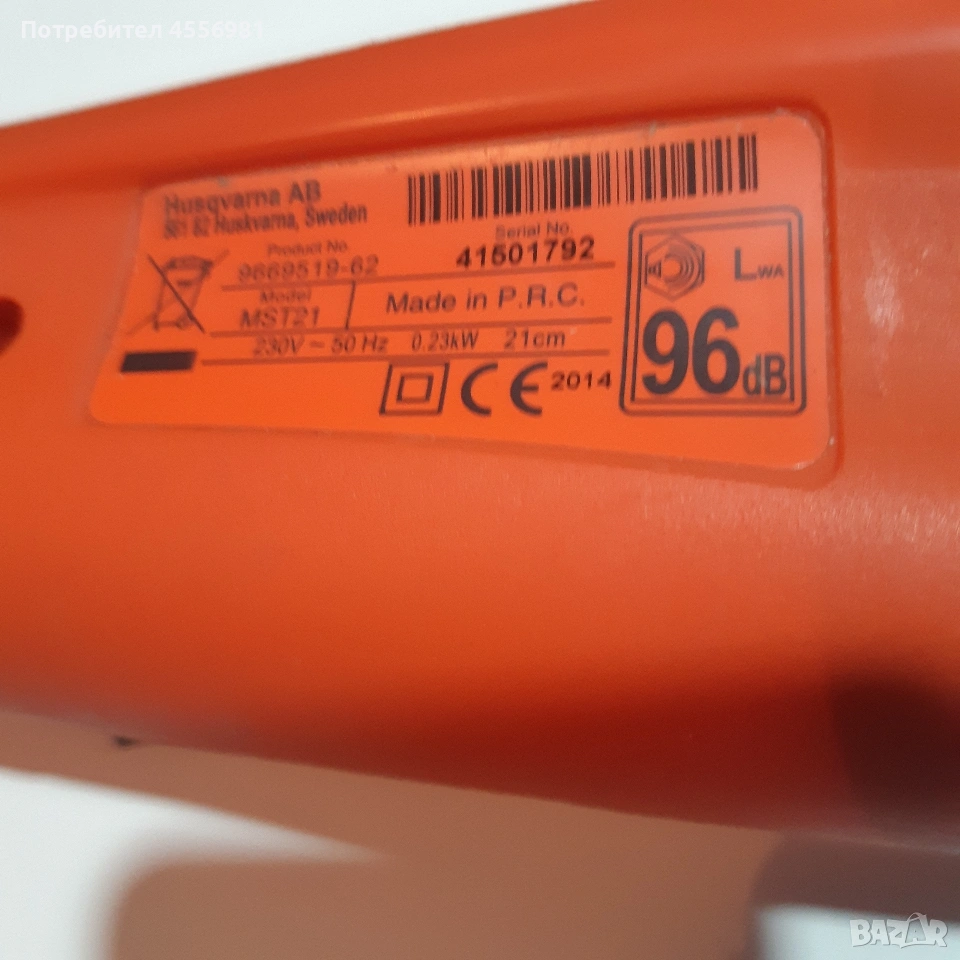 Потребител 4556981
Husqvarna AB
561 82 Huskvarna, Sweden
Product No.
9669519-62
Serial No.
41501792
Model
MST21
Made in P.R.C.
230V ~ 50 Hz 0.23kW 21cm
CE 2014
LWA
96dB
BAZAR